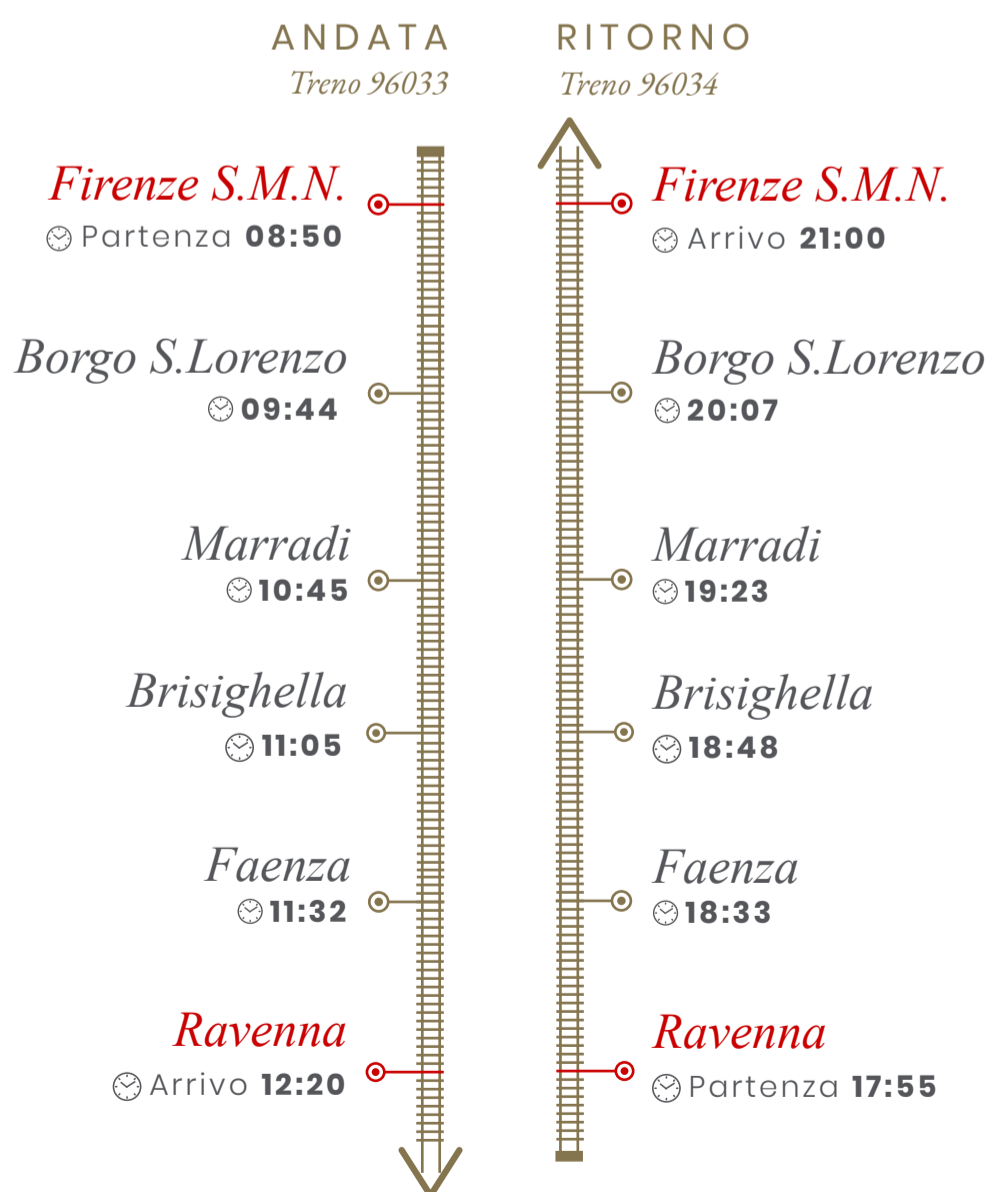 ANDATA
Treno 96033
Firenze S.M.N.
Partenza 08:50
Borgo S.Lorenzo
09:44
Marradi
10:45
Brisighella
11:05
Faenza
11:32
Ravenna
Arrivo 12:20
RITORNO
Treno 96034
Firenze S.M.N.
Arrivo 21:00
Borgo S.Lorenzo
20:07
Marradi
19:23
Brisighella
18:48
Faenza
18:33
Ravenna
Partenza 17:55